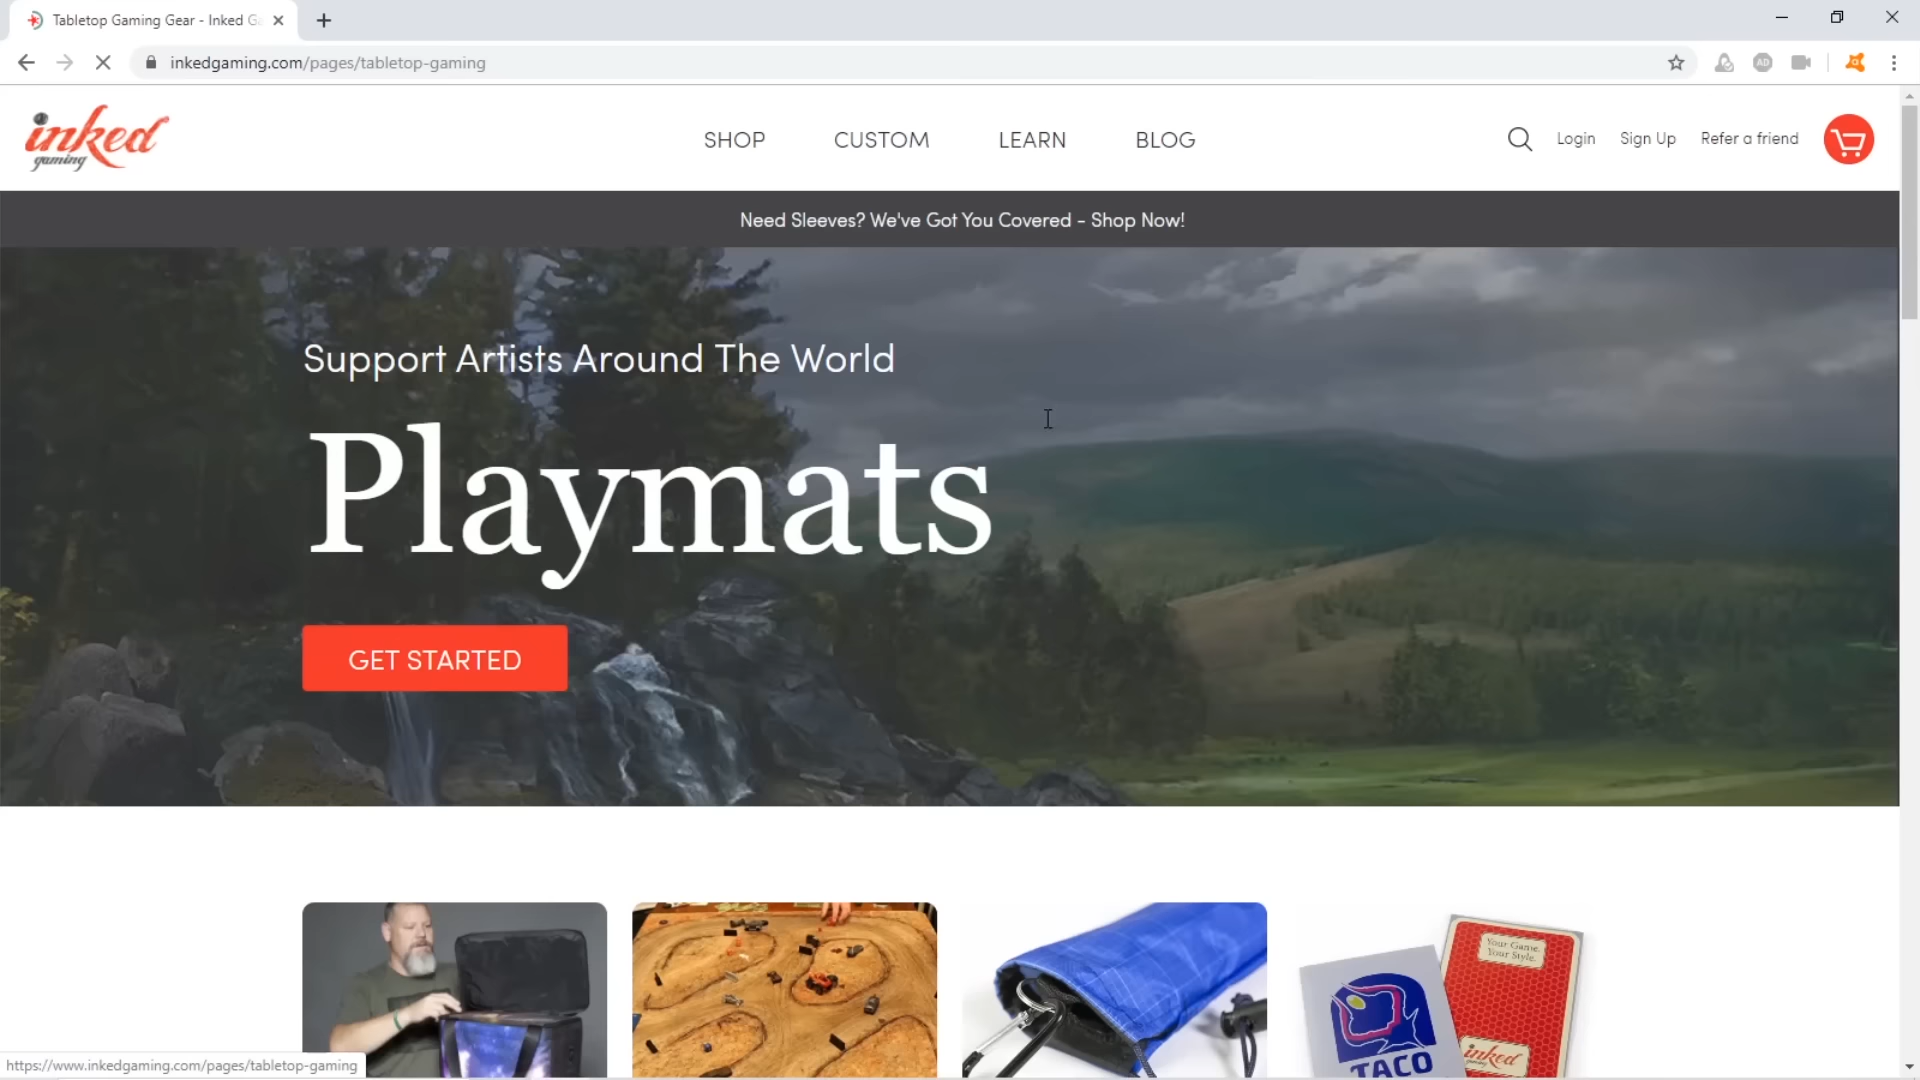 Tabletop Gaming Gear - Inked Ga
inkedgaming.com/pages/tabletop-gaming
AD
inked
gaming
SHOP
CUSTOM
LEARN
BLOG
Login
Sign Up
Refer a friend
Need Sleeves? We've Got You Covered - Shop Now!
Support Artists Around The World
Playmats
GET STARTED
Your Game.
Your Style.
inked
TACO
https://www.inkedgaming.com/pages/tabletop-gaming